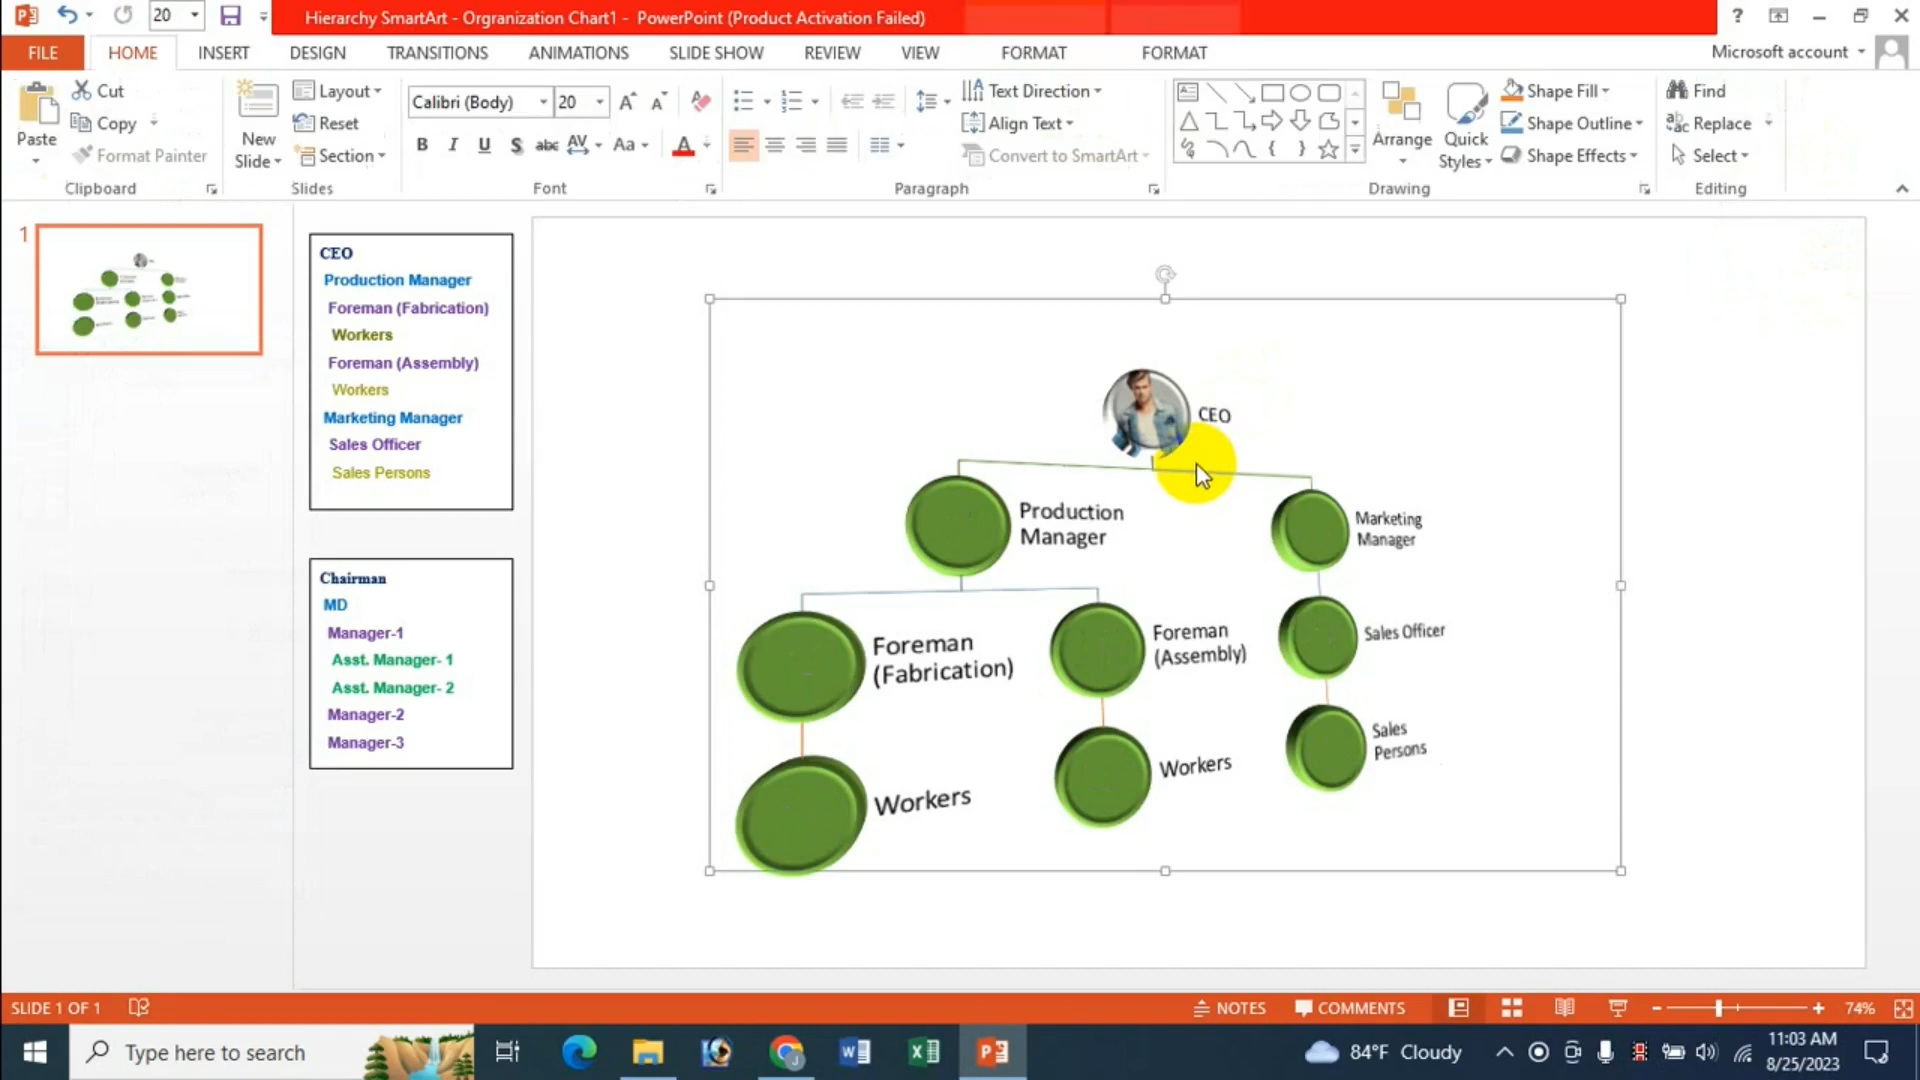 20
Hierarchy SmartArt - Orgranization Chart1 - PowerPoint (Product Activation Failed)
?
FILE HOME INSERT DESIGN TRANSITIONS ANIMATIONS SLIDE SHOW REVIEW VIEW FORMAT FORMAT Microsoft account
Paste
Cut
Copy
Format Painter
Clipboard
New
Slide
Layout
Reset
Section
Slides
Calibri (Body) 20
B I U S abc AV Aa A
Font
Text Direction
Align Text
Convert to SmartArt
Paragraph
Arrange
Quick
Styles
Shape Fill
Shape Outline
Shape Effects
Drawing
Find
Replace
Select
Editing
1
CEO
Production Manager
Foreman (Fabrication)
Workers
Foreman (Assembly)
Workers
Marketing Manager
Sales Officer
Sales Persons
Chairman
MD
Manager-1
Asst. Manager- 1
Asst. Manager- 2
Manager-2
Manager-3
CEO
Production
Manager
Marketing
Manager
Foreman
(Fabrication)
Foreman
(Assembly)
Sales Officer
Workers
Workers
Sales
Persons
SLIDE 1 OF 1 NOTES COMMENTS 74%
Type here to search
84°F Cloudy
11:03 AM
8/25/2023